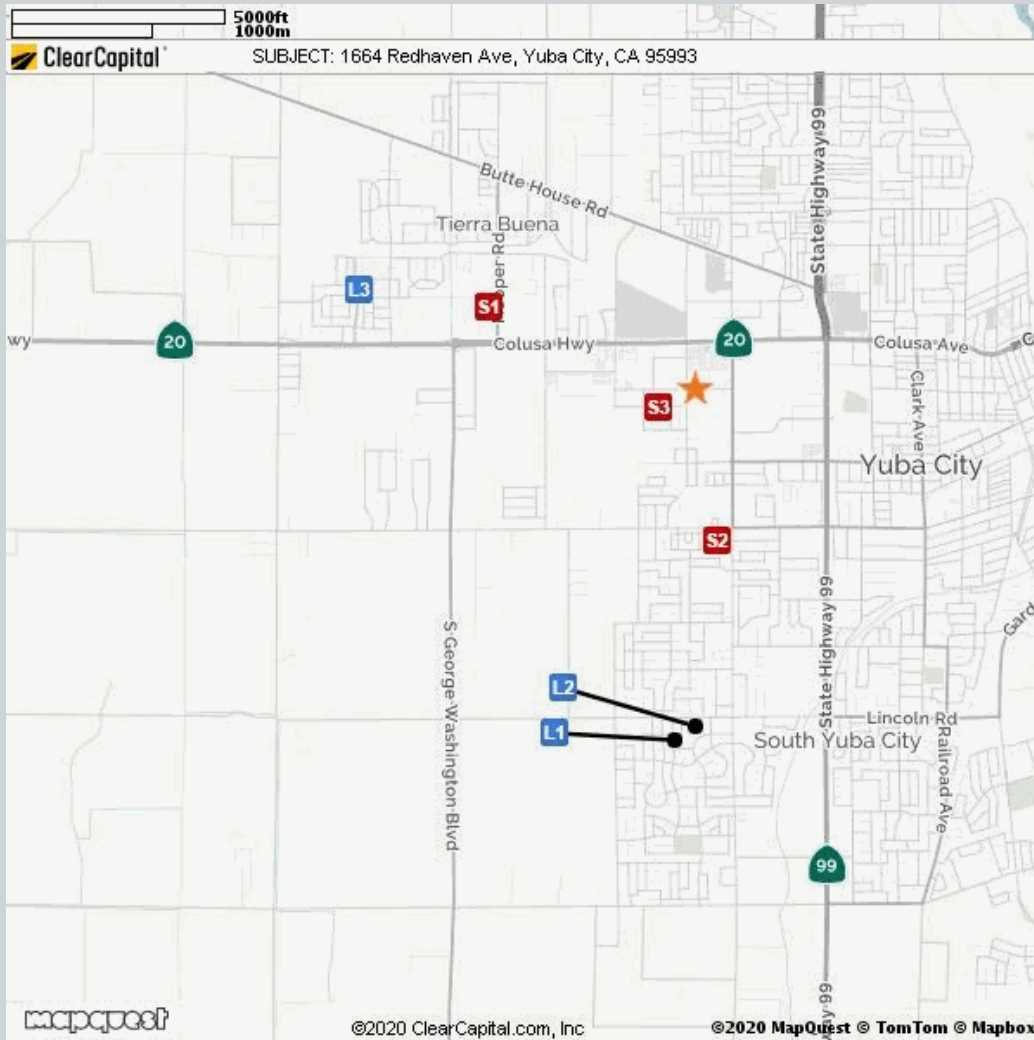 5000ft
1000m
ClearCapital
SUBJECT: 1664 Redhaven Ave, Yuba City, CA 95993
State Highway 99
Butte House Rd
Tierra Buena
L3
S1
wy
20
Colusa Hwy
20
Colusa Ave
S3
Clark Ave
Yuba City
S2
State Highway 99
S George Washington Blvd
L2
L1
Lincoln Rd
South Yuba City
Railroad Ave
99
mapquest
©2020 ClearCapital.com, Inc
©2020 MapQuest © TomTom © Mapbox